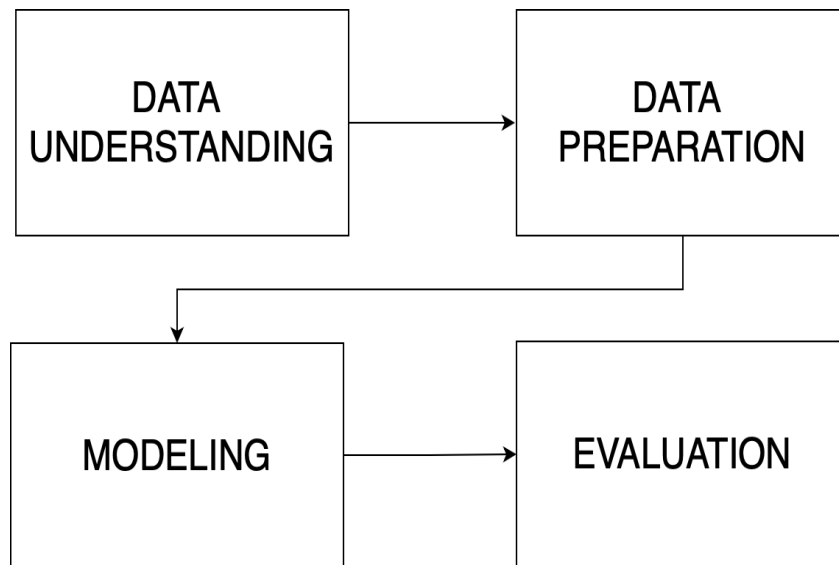 DATA
UNDERSTANDING
DATA
PREPARATION
MODELING
EVALUATION